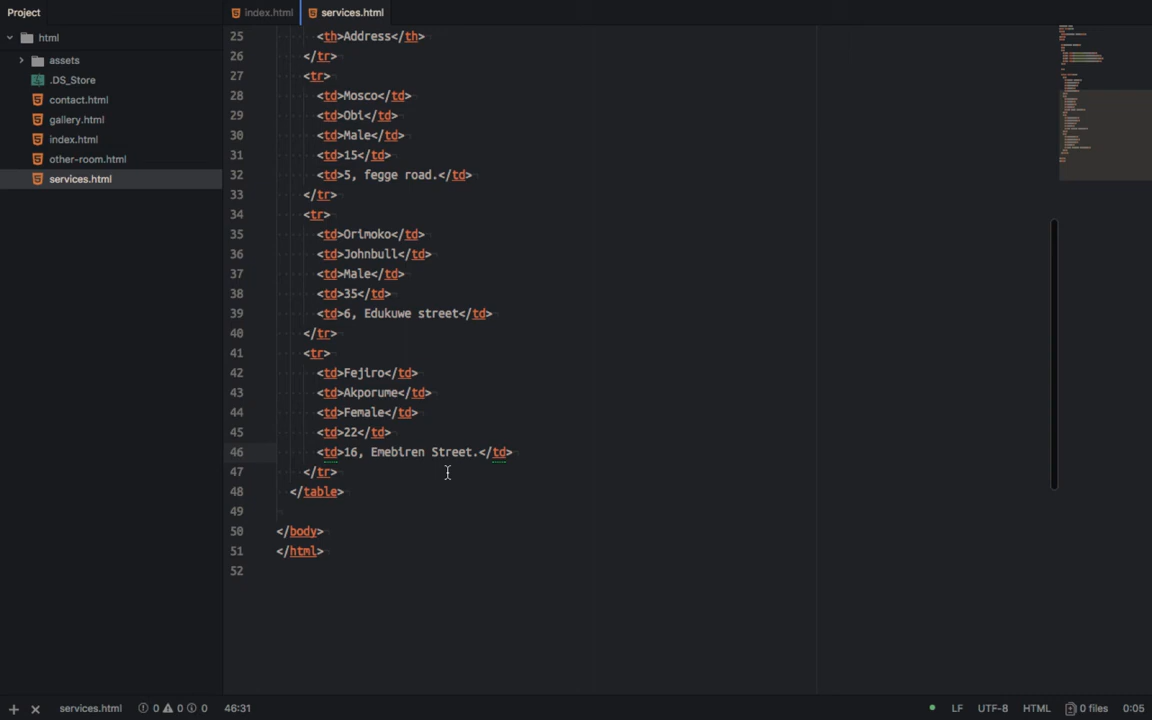 Project
index.html
services.html
html
assets
.DS_Store
contact.html
gallery.html
index.html
other-room.html
services.html
25 <th>Address</th>
26 </tr>
27 <tr>
28 <td>Mosco</td>
29 <td>Obi</td>
30 <td>Male</td>
31 <td>15</td>
32 <td>5, fegge road.</td>
33 </tr>
34 <tr>
35 <td>Orimoko</td>
36 <td>Johnbull</td>
37 <td>Male</td>
38 <td>35</td>
39 <td>6, Edukuwe street</td>
40 </tr>
41 <tr>
42 <td>Fejiro</td>
43 <td>Akporume</td>
44 <td>Female</td>
45 <td>22</td>
46 <td>16, Emebiren Street.</td>
47 </tr>
48 </table>
49
50 </body>
51 </html>
52
services.html 0 0 0 46:31 LF UTF-8 HTML 0 files 0:05